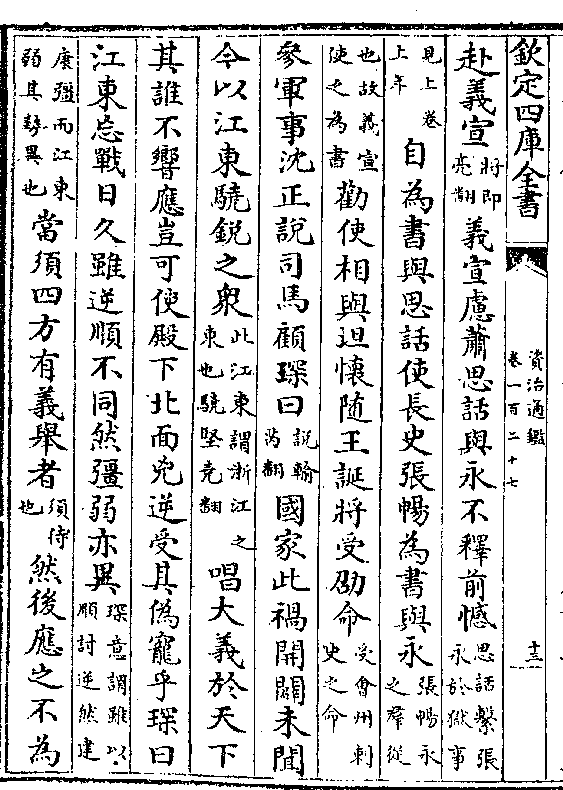 欽定四庫全書
資治通鑑
卷一百二十七
十三
赴義宣將即亮翻義宣慮蕭思話與永不釋前憾思話繫張永於獄事
見上卷上年自為書與思話使長史張暢為書與永張暢永之羣從
也故義宣使之為書勸使相與坦懷隨王誕將受劭命受會州刺史之命
參軍事沈正說司馬顧琛曰說輸芮翻國家此禍開闢未聞
今以江東驍鋭之衆此江東謂浙江之東也驍堅堯翻唱大義於天下
其誰不響應豈可使殿下北面兇逆受其偽寵乎琛曰
江東忘戰日久雖逆順不同然彊弱亦異琛意謂雖以順討逆然建
康彊而江東弱其勢異也當須四方有義舉者須待也然後應之不為